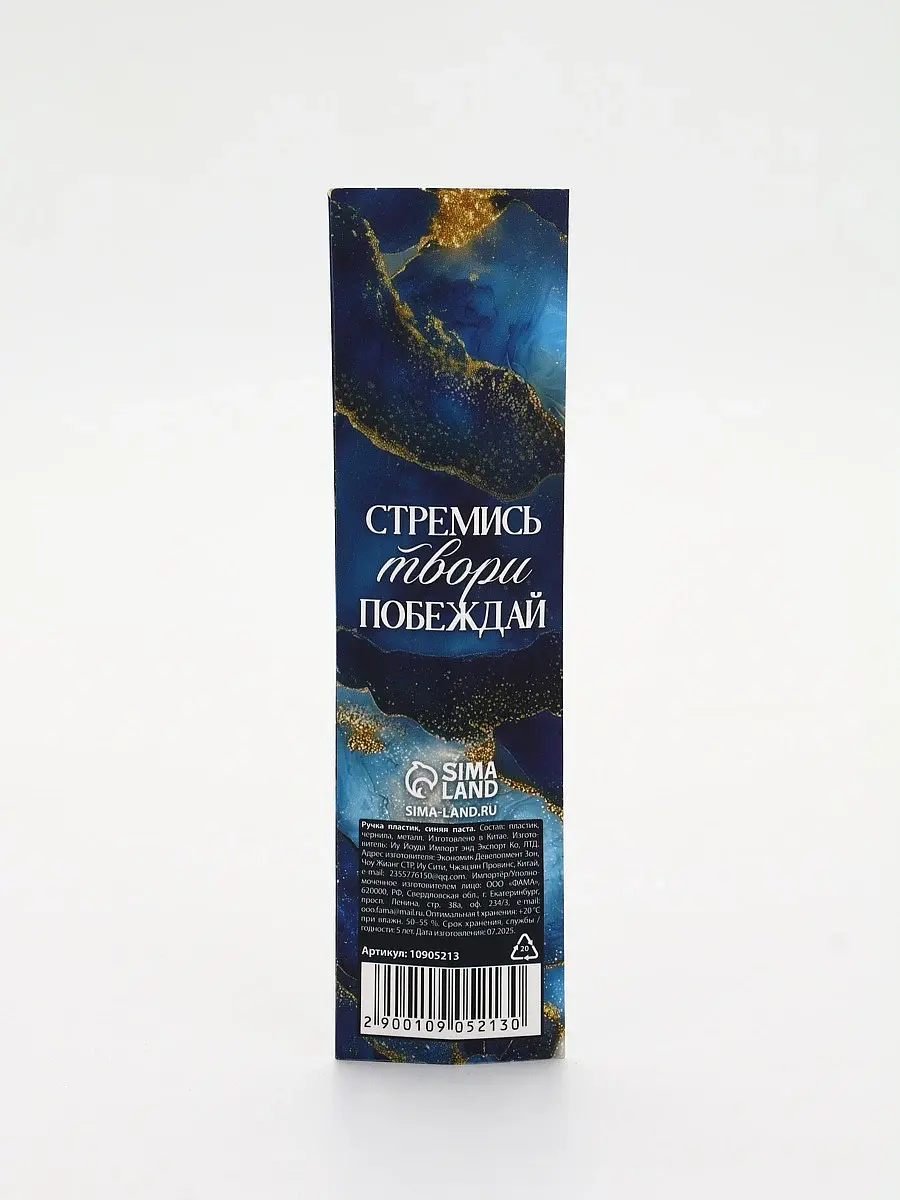 СТРЕМИСЬ
твори
ПОБЕЖДАЙ
SIMA
LAND
SIMA-LAND.RU
Ручка пластик, синяя паста. Состав: пластик,
чернила, металл. Изготовлено в Китае. Изгото-
витель: Иу Йоуда Импорт энд Экспорт Ко, ЛТД.
Адрес изготовителя: Экономик Девелопмент Зон,
Чоу Жианг СТР, Иу Сити, Чжэцзян Провинс, Китай,
e-mail: 2355776150@qq.com. Импортёр/Уполно-
моченное изготовителем лицо: ООО «ФАМА»,
620000, РФ, Свердловская обл., г. Екатеринбург,
просп. Ленина, стр. 38а, оф. 234/3, e-mail:
ooo.fama@mail.ru. Оптимальная t хранения: +20 °C
при влажн. 50–55 %. Срок хранения, службы /
годности: 5 лет. Дата изготовления: 07.2025.
Артикул: 10905213
20
2 900109 052130